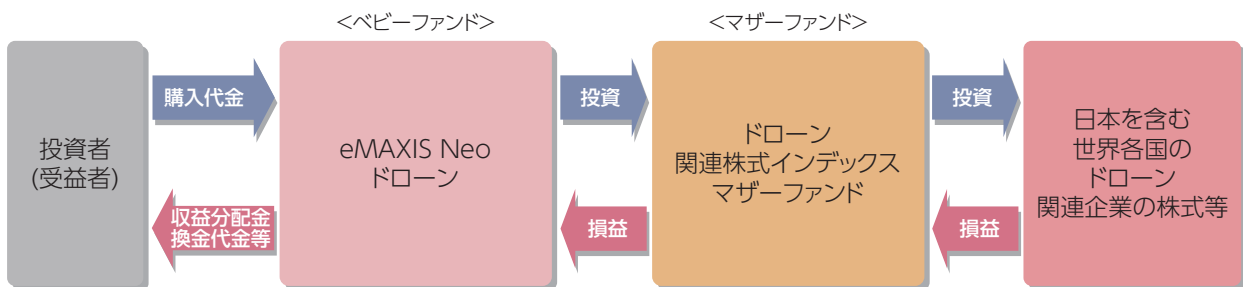 <ベビーファンド>
<マザーファンド>
投資者
(受益者)
購入代金
収益分配金
換金代金等
eMAXIS Neo
ドローン
投資
損益
ドローン
関連株式インデックス
マザーファンド
投資
損益
日本を含む
世界各国の
ドローン
関連企業の株式等